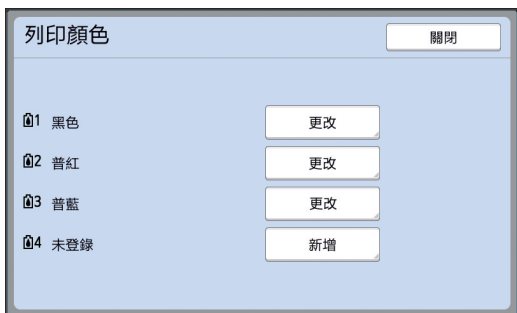 列印顏色 關閉
1 黑色 更改
2 普紅 更改
3 普藍 更改
4 未登錄 新增